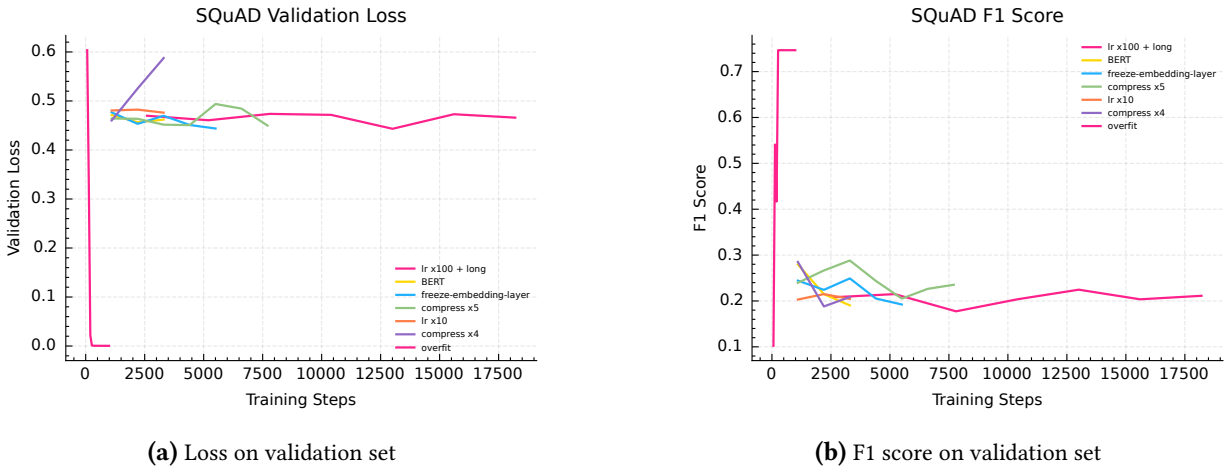 SQuAD Validation Loss
Validation Loss
0.6
0.5
0.4
0.3
0.2
0.1
0.0
lr x100 + long
BERT
freeze-embedding-layer
compress x5
lr x10
compress x4
overfit
0 2500 5000 7500 10000 12500 15000 17500
Training Steps
(a) Loss on validation set
SQuAD F1 Score
F1 Score
0.7
0.6
0.5
0.4
0.3
0.2
0.1
lr x100 + long
BERT
freeze-embedding-layer
compress x5
lr x10
compress x4
overfit
0 2500 5000 7500 10000 12500 15000 17500
Training Steps
(b) F1 score on validation set